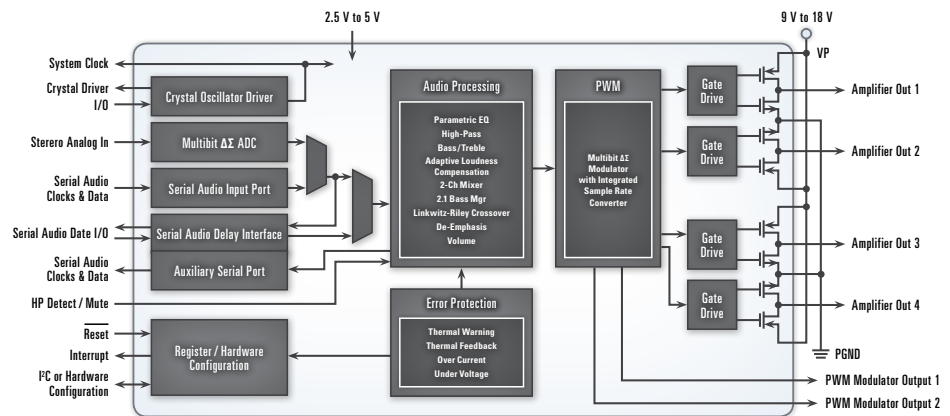 2.5 V to 5 V
9 V to 18 V
VP
System Clock
Crystal Driver
I/O
Crystal Oscillator Driver
Stereo Analog In
Multibit ΔΣ ADC
Serial Audio
Clocks & Data
Serial Audio Input Port
Serial Audio Date I/O
Serial Audio Delay Interface
Serial Audio
Clocks & Data
Auxiliary Serial Port
HP Detect / Mute
Reset
Interrupt
I²C or Hardware
Configuration
Register / Hardware
Configuration
Audio Processing
Parametric EQ
High-Pass
Bass/Treble
Adaptive Loudness
Compensation
2-Ch Mixer
2.1 Bass Mgr
Linkwitz-Riley Crossover
De-Emphasis
Volume
Error Protection
Thermal Warning
Thermal Feedback
Over Current
Under Voltage
PWM
Multibit ΔΣ
Modulator
with Integrated
Sample Rate
Converter
Gate
Drive
Gate
Drive
Gate
Drive
Gate
Drive
Amplifier Out 1
Amplifier Out 2
Amplifier Out 3
Amplifier Out 4
PGND
PWM Modulator Output 1
PWM Modulator Output 2